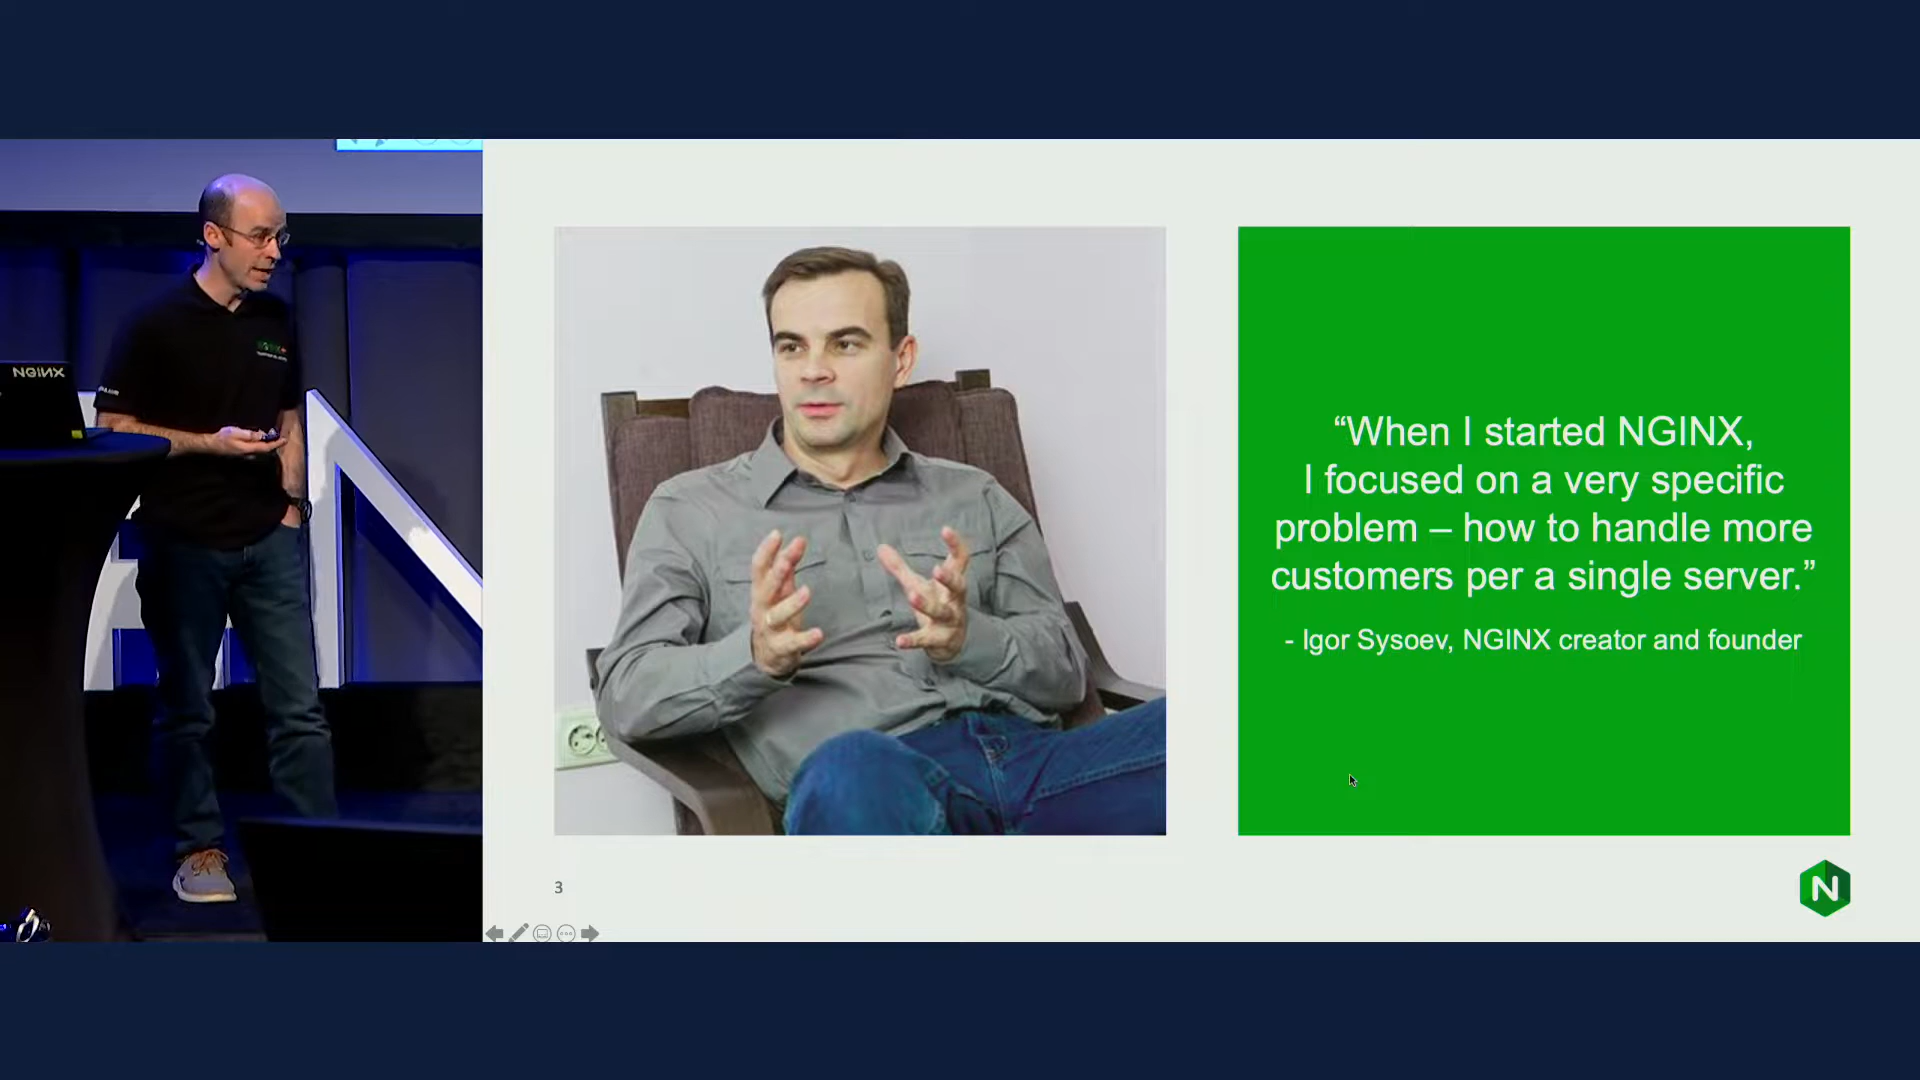 NGINX
“When I started NGINX,
I focused on a very specific
problem – how to handle more
customers per a single server.”
- Igor Sysoev, NGINX creator and founder
3
N